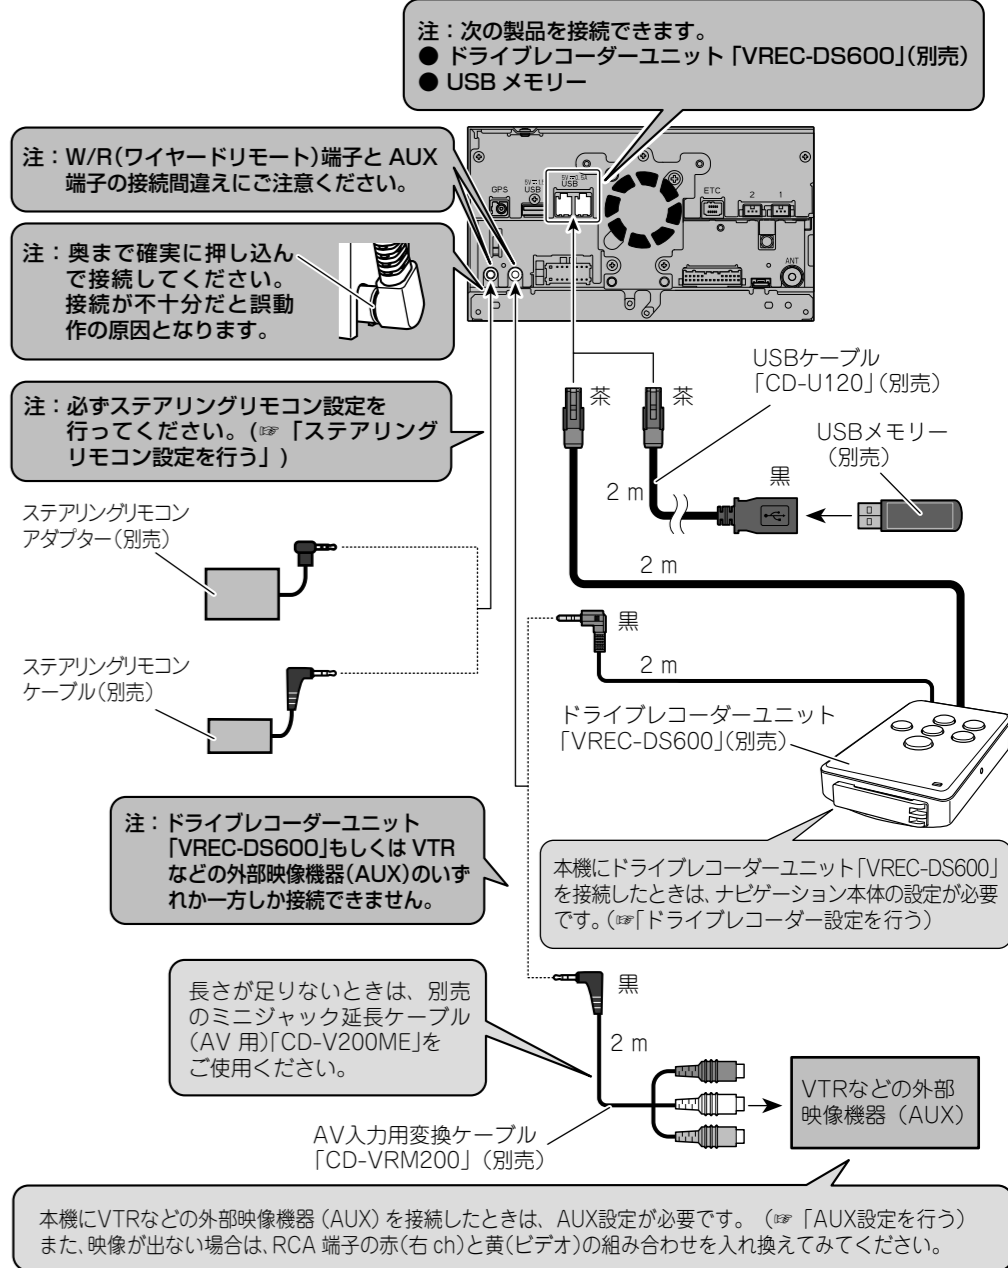 注：次の製品を接続できます。
● ドライブレコーダーユニット「VREC-DS600」(別売)
● USB メモリー
注：W/R(ワイヤードリモート)端子と AUX
端子の接続間違えにご注意ください。
注：奥まで確実に押し込ん
で接続してください。
接続が不十分だと誤動
作の原因となります。
GPS
USB
5V⎓0.5A
USB
ETC
2
1
ANT
注：必ずステアリングリモコン設定を
行ってください。(☞「ステアリング
リモコン設定を行う」)
茶
茶
USBケーブル
「CD-U120」(別売)
USBメモリー
(別売)
黒
2 m
ステアリングリモコン
アダプター(別売)
2 m
黒
2 m
ステアリングリモコン
ケーブル(別売)
ドライブレコーダーユニット
「VREC-DS600」(別売)
注：ドライブレコーダーユニット
「VREC-DS600」もしくは VTR
などの外部映像機器(AUX)のいず
れか一方しか接続できません。
本機にドライブレコーダーユニット「VREC-DS600」
を接続したときは、ナビゲーション本体の設定が必要
です。(☞「ドライブレコーダー設定を行う)
長さが足りないときは、別売
のミニジャック延長ケーブル
(AV 用)「CD-V200ME」を
ご使用ください。
黒
2 m
VTRなどの外部
映像機器 (AUX)
AV入力用変換ケーブル
「CD-VRM200」(別売)
本機にVTRなどの外部映像機器 (AUX) を接続したときは、AUX設定が必要です。 (☞「AUX設定を行う)
また、映像が出ない場合は、RCA 端子の赤(右 ch)と黄(ビデオ)の組み合わせを入れ換えてみてください。